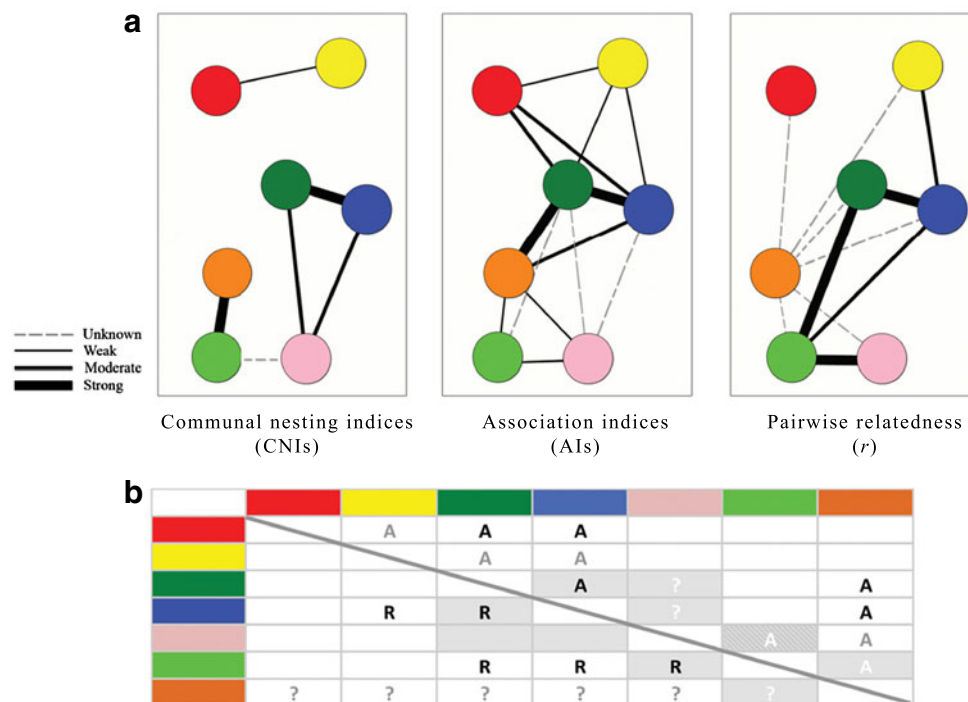 a
Unknown
Weak
Moderate
Strong
Communal nesting indices
(CNIs)
Association indices
(AIs)
Pairwise relatedness
(r)
b
A A A
A A
A ? A
R R ? A
A A
R R R A
? ? ? ? ? ?